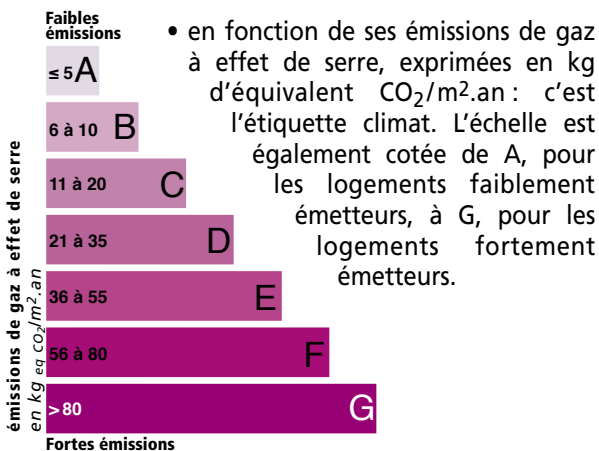 Faibles
émissions
≤ 5 A
6 à 10 B
11 à 20 C
21 à 35 D
36 à 55 E
56 à 80 F
> 80 G
Fortes émissions
émissions de gaz à effet de serre
en kg eq CO₂/m².an
• en fonction de ses émissions de gaz
à effet de serre, exprimées en kg
d'équivalent CO₂/m².an : c'est
l'étiquette climat. L'échelle est
également cotée de A, pour
les logements faiblement
émetteurs, à G, pour les
logements fortement
émetteurs.